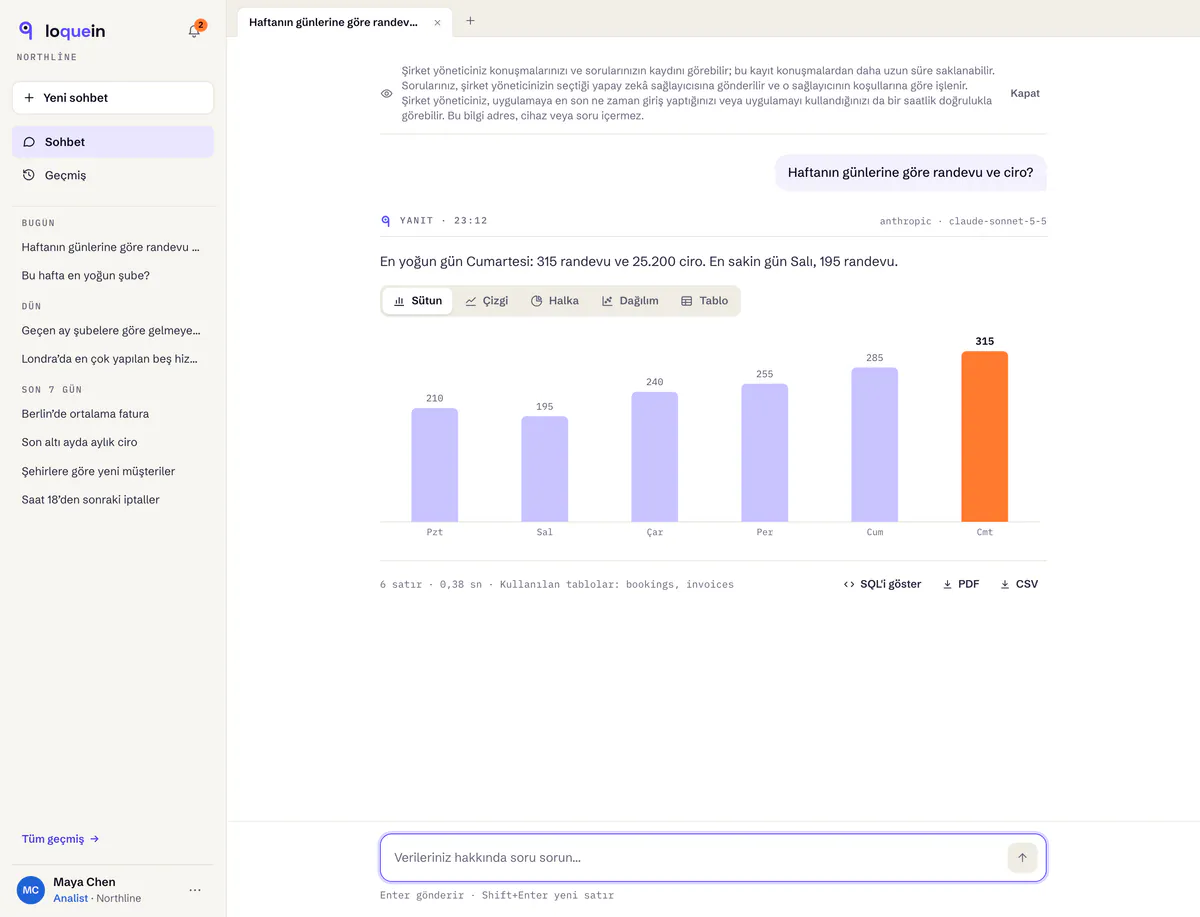 loquein
2
NORTHLİNE
Yeni sohbet
Sohbet
Geçmiş
BUGÜN
Haftanın günlerine göre randevu ...
Bu hafta en yoğun şube?
DÜN
Geçen ay şubelere göre gelmeye...
Londra’da en çok yapılan beş hiz...
SON 7 GÜN
Berlin’de ortalama fatura
Son altı ayda aylık ciro
Şehirlere göre yeni müşteriler
Saat 18’den sonraki iptaller
Tüm geçmiş →
MC
Maya Chen
Analist · Northline
Haftanın günlerine göre randev...
Şirket yöneticiniz konuşmalarınızı ve sorularınızın kaydını görebilir; bu kayıt konuşmalardan daha uzun süre saklanabilir.
Sorularınız, şirket yöneticinizin seçtiği yapay zekâ sağlayıcısına gönderilir ve o sağlayıcının koşullarına göre işlenir.
Şirket yöneticiniz, uygulamaya en son ne zaman giriş yaptığınızı veya uygulamayı kullandığınızı da bir saatlik doğrulukla
görebilir. Bu bilgi adres, cihaz veya soru içermez.
Kapat
Haftanın günlerine göre randevu ve ciro?
YANIT · 23:12
anthropic · claude-sonnet-5-5
En yoğun gün Cumartesi: 315 randevu ve 25.200 ciro. En sakin gün Salı, 195 randevu.
Sütun Çizgi Halka Dağılım Tablo
210 195 240 255 285 315
Pzt Sal Çar Per Cum Cmt
6 satır · 0,38 sn · Kullanılan tablolar: bookings, invoices
SQL’i göster PDF CSV
Verileriniz hakkında soru sorun...
Enter gönderir · Shift+Enter yeni satır